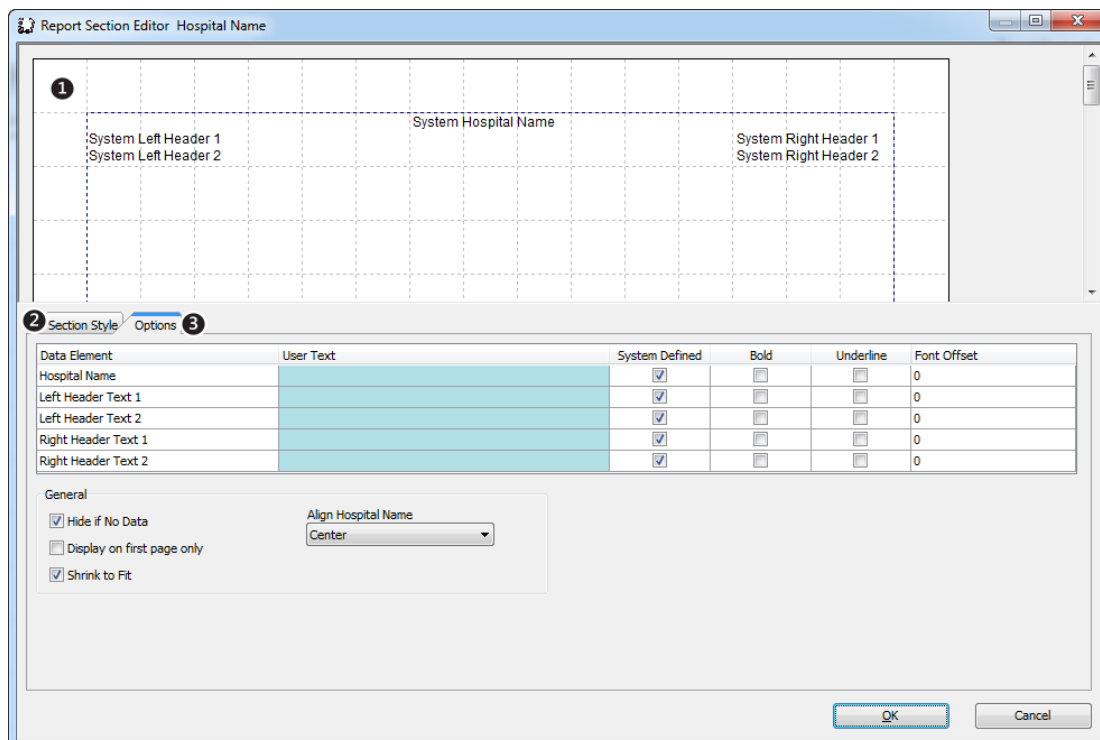 Report Section Editor  Hospital Name
❶
System Hospital Name
System Left Header 1 System Right Header 1
System Left Header 2 System Right Header 2
❷ Section Style Options ❸
Data Element User Text System Defined Bold Underline Font Offset
Hospital Name 0
Left Header Text 1 0
Left Header Text 2 0
Right Header Text 1 0
Right Header Text 2 0
General
Hide if No Data Align Hospital Name
Center
Display on first page only
Shrink to Fit
OK Cancel